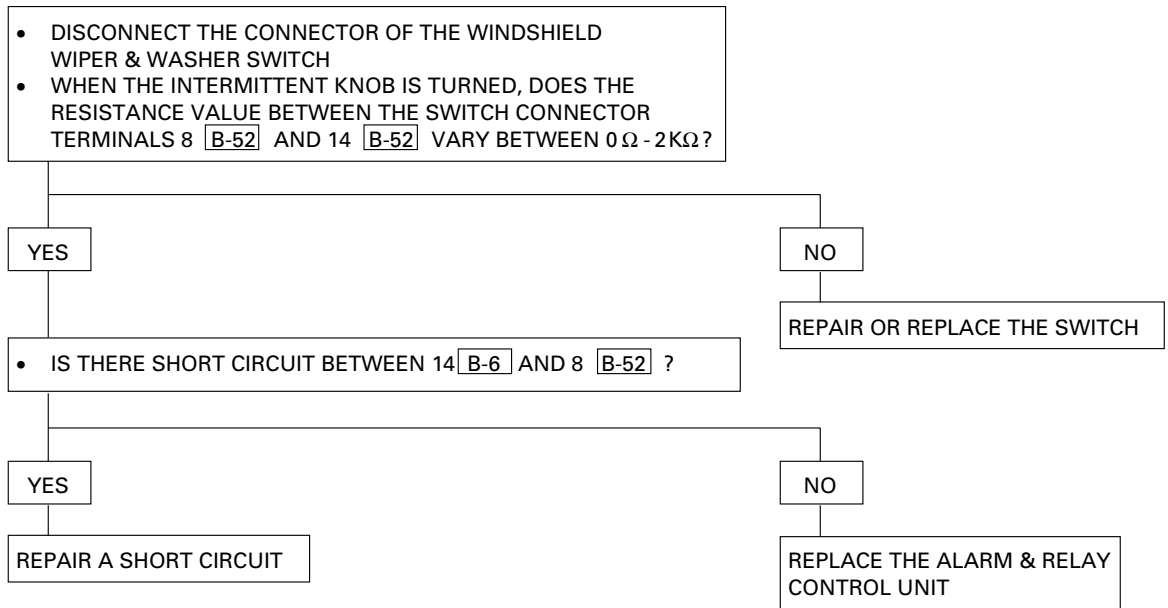 • DISCONNECT THE CONNECTOR OF THE WINDSHIELD
WIPER & WASHER SWITCH
• WHEN THE INTERMITTENT KNOB IS TURNED, DOES THE
RESISTANCE VALUE BETWEEN THE SWITCH CONNECTOR
TERMINALS 8 B-52 AND 14 B-52 VARY BETWEEN 0 Ω - 2 KΩ ?
YES
NO
REPAIR OR REPLACE THE SWITCH
• IS THERE SHORT CIRCUIT BETWEEN 14 B-6 AND 8 B-52 ?
YES
NO
REPAIR A SHORT CIRCUIT
REPLACE THE ALARM & RELAY
CONTROL UNIT